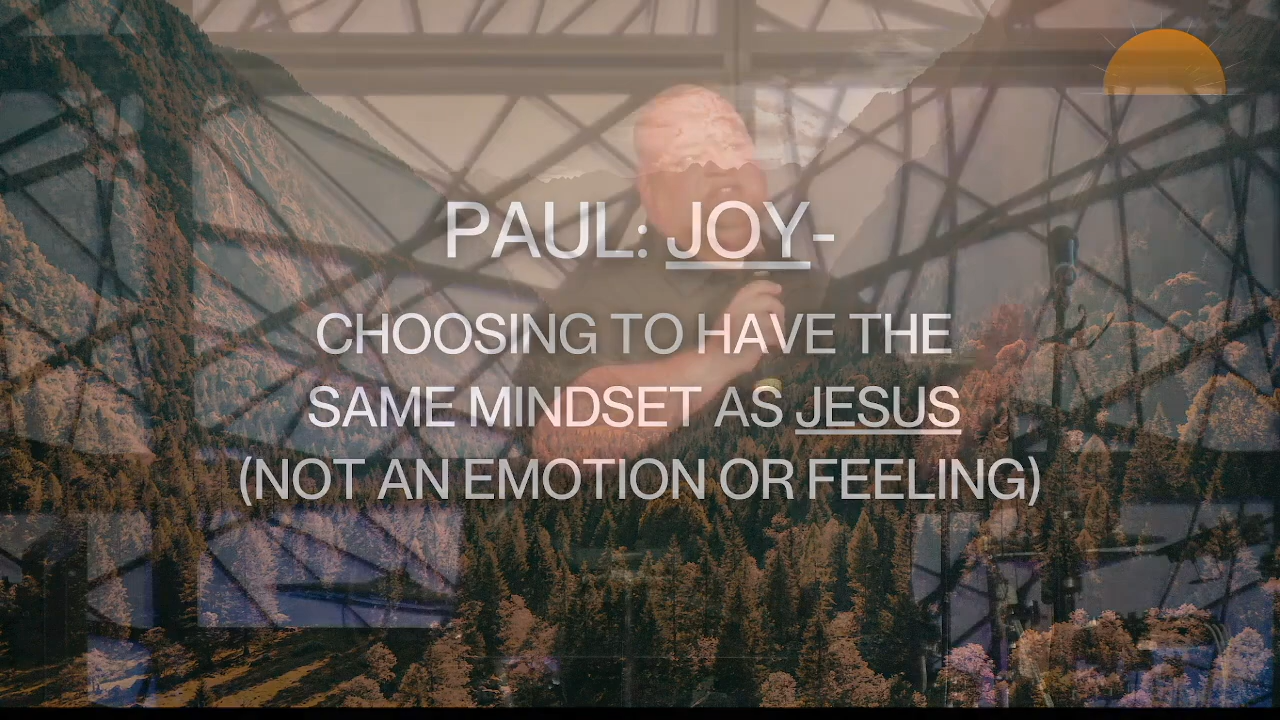 PAUL: JOY-
CHOOSING TO HAVE THE
SAME MINDSET AS JESUS
(NOT AN EMOTION OR FEELING)